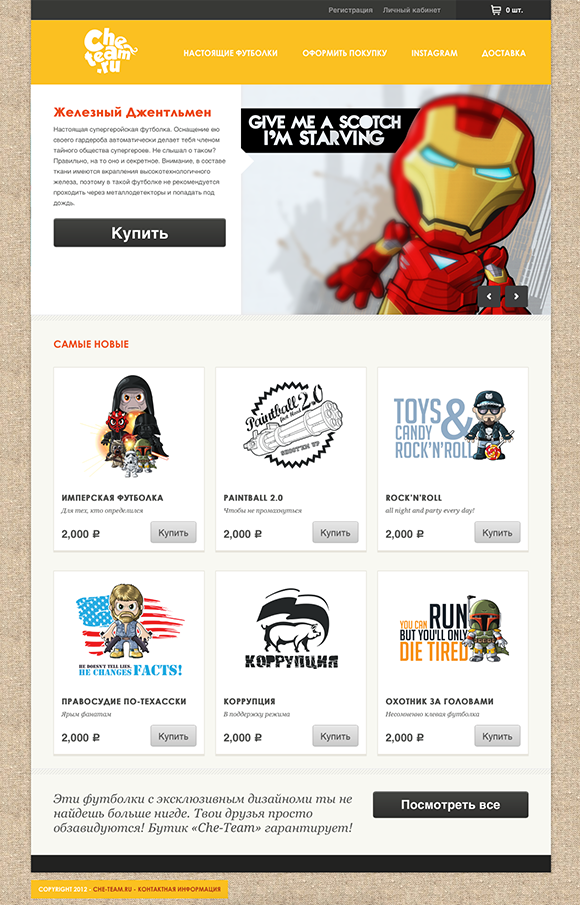 Регистрация Личный кабинет 0 шт.
Che-team.ru
НАСТОЯЩИЕ ФУТБОЛКИ ОФОРМИТЬ ПОКУПКУ INSTAGRAM ДОСТАВКА
Железный Джентльмен
Настоящая супергеройская футболка. Оснащение ею
своего гардероба автоматически делает тебя членом
тайного общества супергероев. Не слышал о таком?
Правильно, на то оно и секретное. Внимание, в составе
ткани имеются вкрапления высокотехнологичного
железа, поэтому в такой футболке не рекомендуется
проходить через металлодетекторы и попадать под
дождь.
Купить
GIVE ME A SCOTCH
I'M STARVING
САМЫЕ НОВЫЕ
ИМПЕРСКАЯ ФУТБОЛКА
Для тех, кто определился
2,000 ₽ Купить
Paintball 2.0
SHOOT'EM UP
PAINTBALL 2.0
Чтобы не промахнуться
2,000 ₽ Купить
TOYS &
CANDY
ROCK'N'ROLL
ROCK'N'ROLL
all night and party every day!
2,000 ₽ Купить
HE DOESN'T TELL LIES.
HE CHANGES FACTS!
ПРАВОСУДИЕ ПО-ТЕХАССКИ
Ярым фанатам
2,000 ₽ Купить
КОРРУПЦИЯ
КОРРУПЦИЯ
В поддержку режима
2,000 ₽ Купить
YOU CAN RUN
BUT YOU'LL ONLY
DIE TIRED
ОХОТНИК ЗА ГОЛОВАМИ
Несомненно клевая футболка
2,000 ₽ Купить
Эти футболки с эксклюзивным дизайноми ты не
найдешь больше нигде. Твои друзья просто
обзавидуются! Бутик «Che-Team» гарантирует!
Посмотреть все
COPYRIGHT 2012 - CHE-TEAM.RU - КОНТАКТНАЯ ИНФОРМАЦИЯ